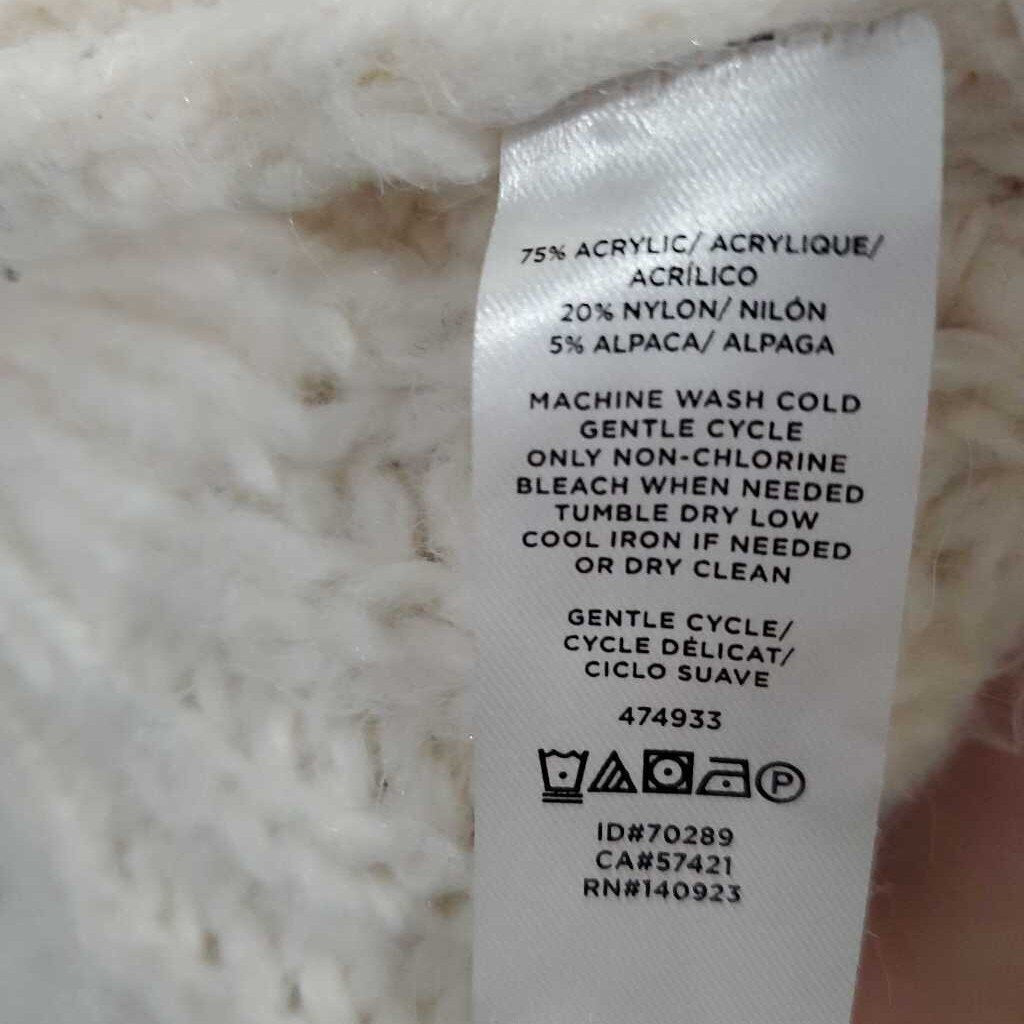 75% ACRYLIC/ ACRYLIQUE/
ACRÍLICO
20% NYLON/ NILÓN
5% ALPACA/ ALPAGA
MACHINE WASH COLD
GENTLE CYCLE
ONLY NON-CHLORINE
BLEACH WHEN NEEDED
TUMBLE DRY LOW
COOL IRON IF NEEDED
OR DRY CLEAN
GENTLE CYCLE/
CYCLE DÉLICAT/
CICLO SUAVE
474933
P
ID#70289
CA#57421
RN#140923